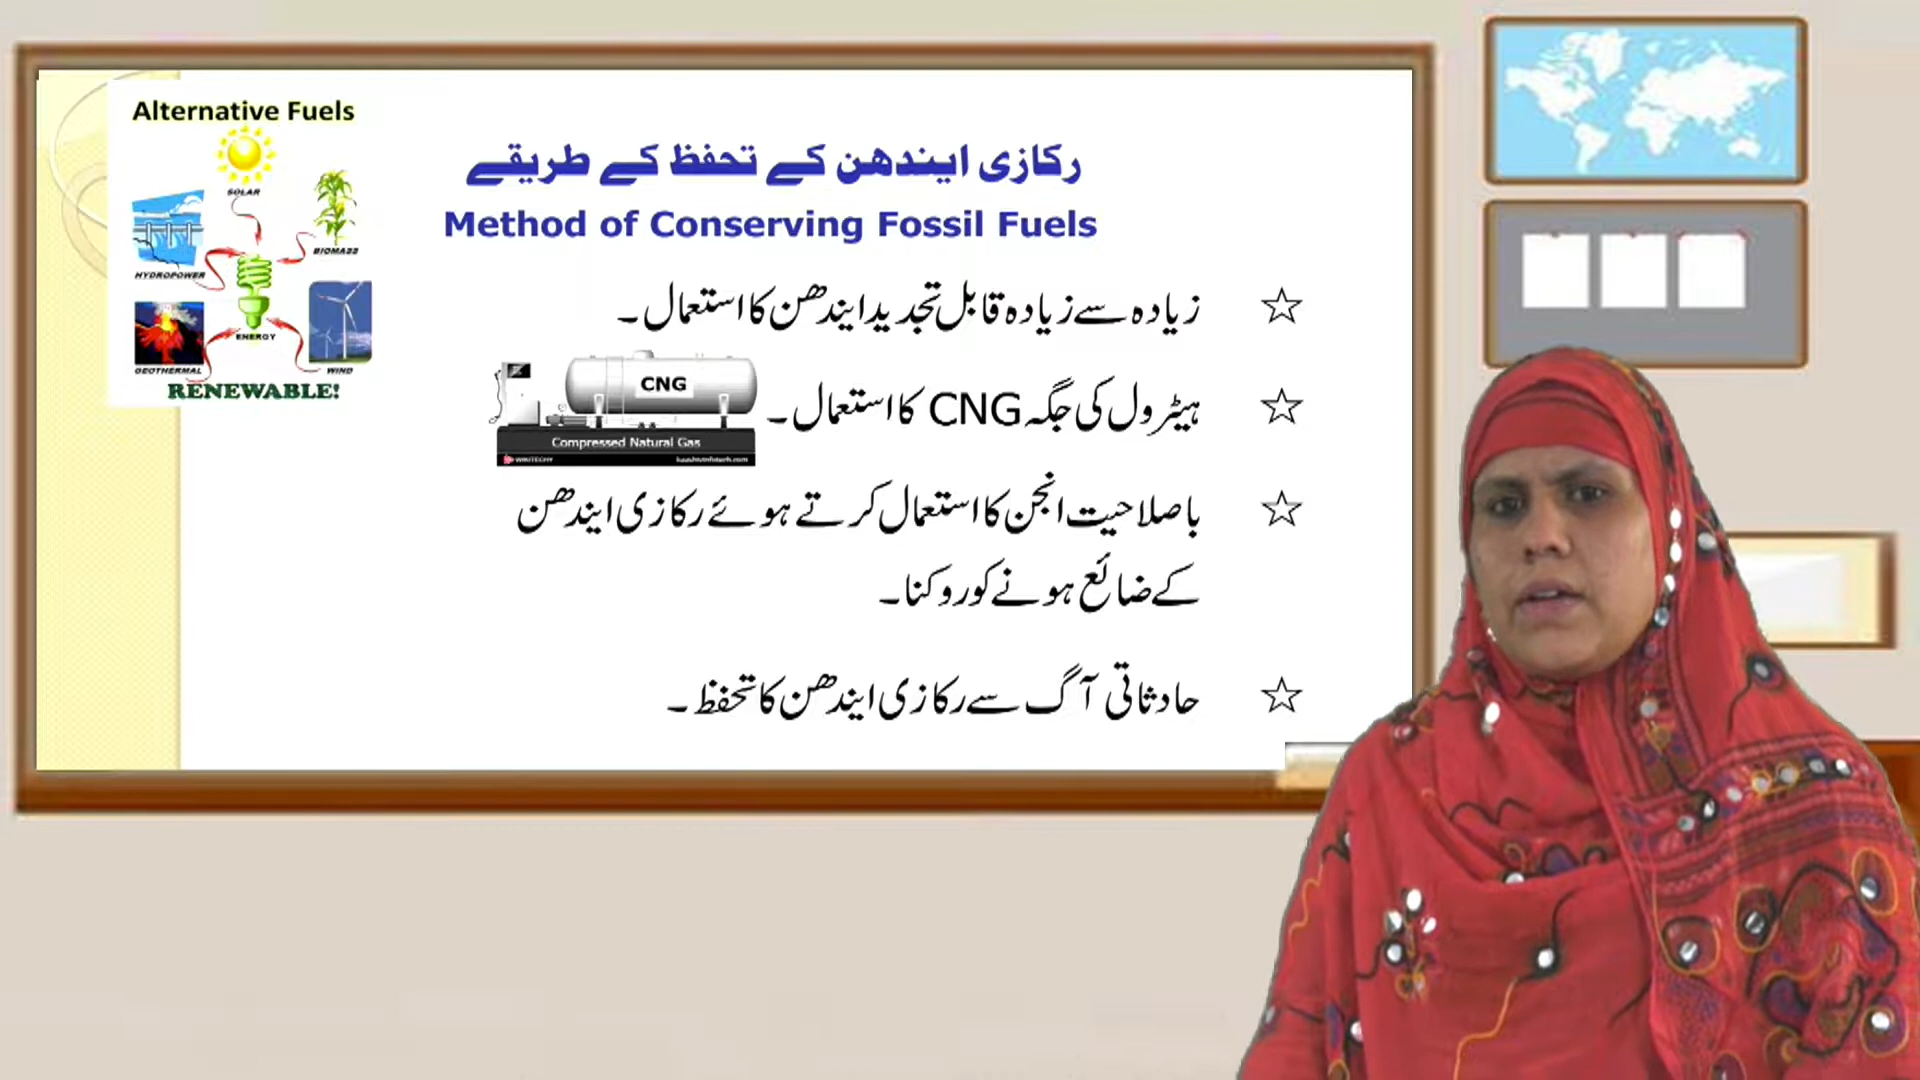 Alternative Fuels
SOLAR
HYDROPOWER
BIOMASS
GEOTHERMAL
ENERGY
WIND
RENEWABLE!
رکازی ایندھن کے تحفظ کے طریقے
Method of Conserving Fossil Fuels
☆ زیادہ سے زیادہ قابل تجدید ایندھن کا استعمال۔
☆ ہیٹرول کی جگہ CNG کا استعمال۔
CNG
Compressed Natural Gas
WIKITECHY
☆ باصلاحیت انجن کا استعمال کرتے ہوئے رکازی ایندھن
کے ضائع ہونے کو روکنا۔
☆ حادثاتی آگ سے رکازی ایندھن کا تحفظ۔